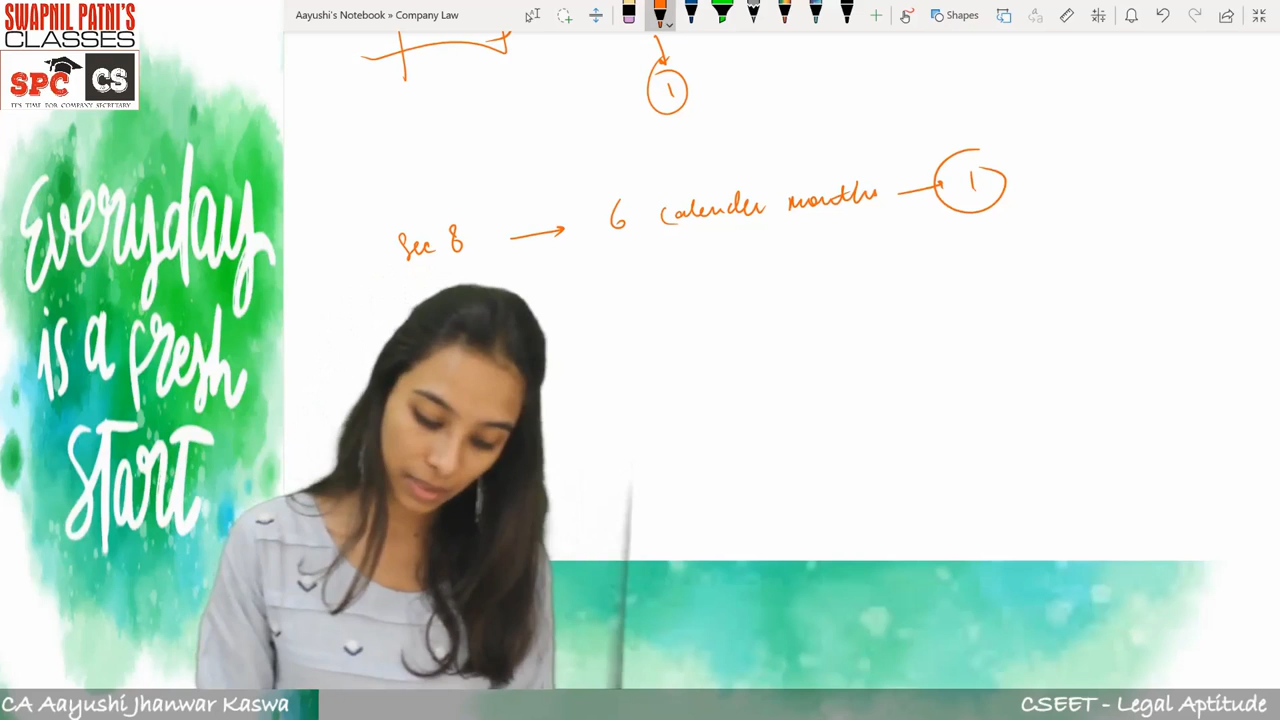 SWAPNIL PATNI'S
CLASSES
SPC CS
IT'S TIME FOR COMPANY SECRETARY
Aayushi's Notebook » Company Law
Shapes
1
Sec 8 → 6 calender months → 1
Everyday
is a fresh
start
CA Aayushi Jhanwar Kaswa
CSEET - Legal Aptitude